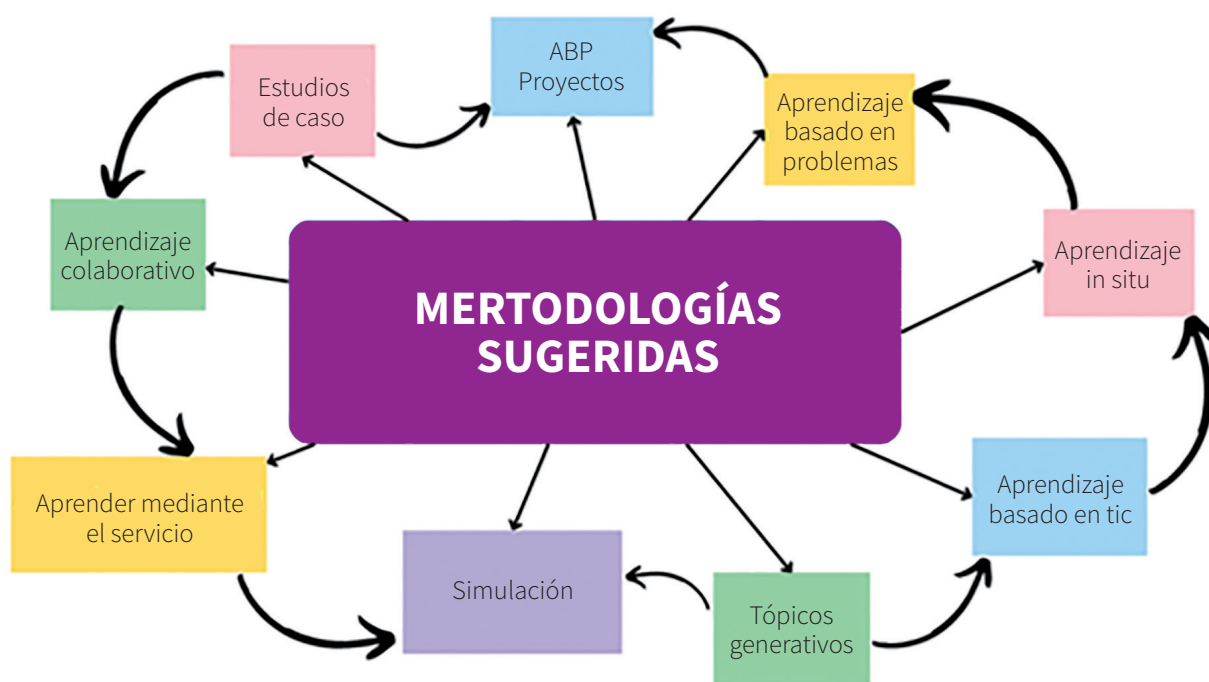 ABP
Proyectos
Estudios
de caso
Aprendizaje
basado en
problemas
Aprendizaje
colaborativo
Aprendizaje
in situ
MERTODOLOGÍAS
SUGERIDAS
Aprender mediante
el servicio
Simulación
Tópicos
generativos
Aprendizaje
basado en tic